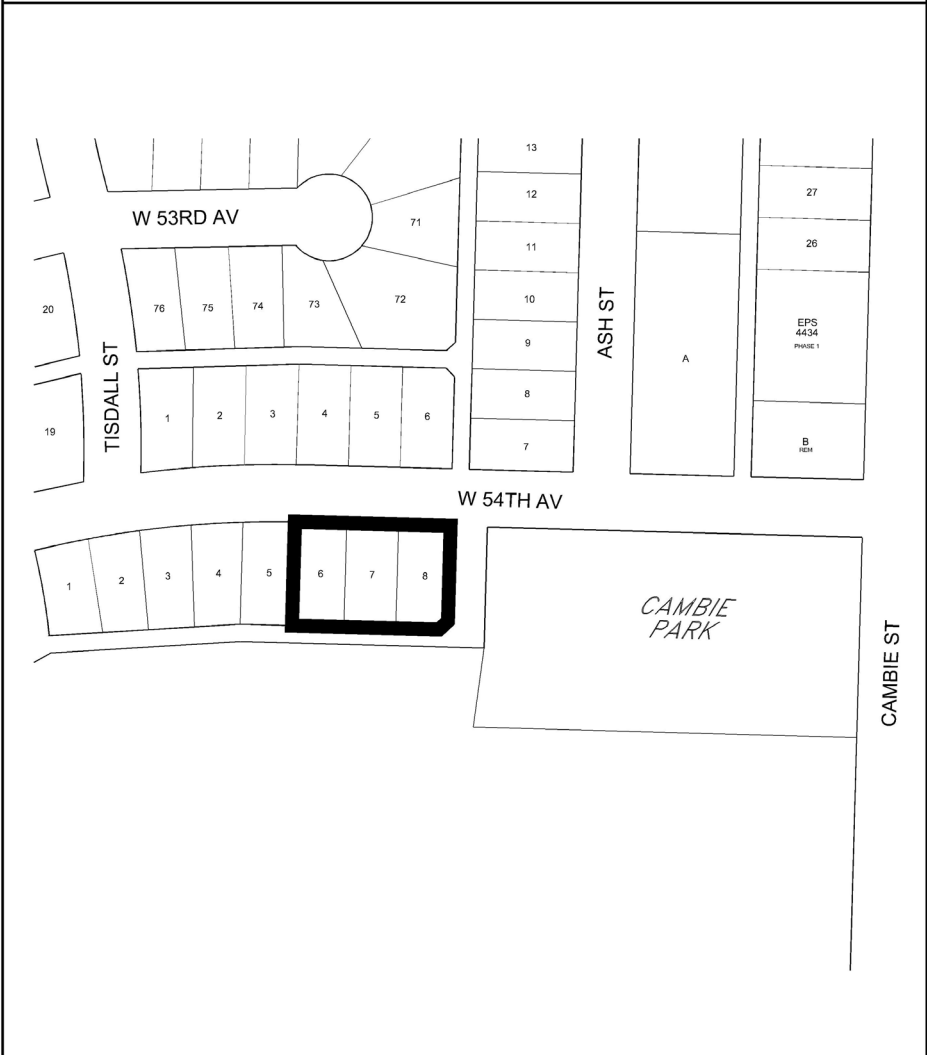 13
12
27
W 53RD AV
71
11
26
10
72
20
76
75
74
73
ASH ST
EPS
4434
PHASE 1
9
A
TISDALL ST
8
1
2
3
4
5
6
19
7
B
REM
W 54TH AV
1
2
3
4
5
6
7
8
CAMBIE
PARK
CAMBIE ST